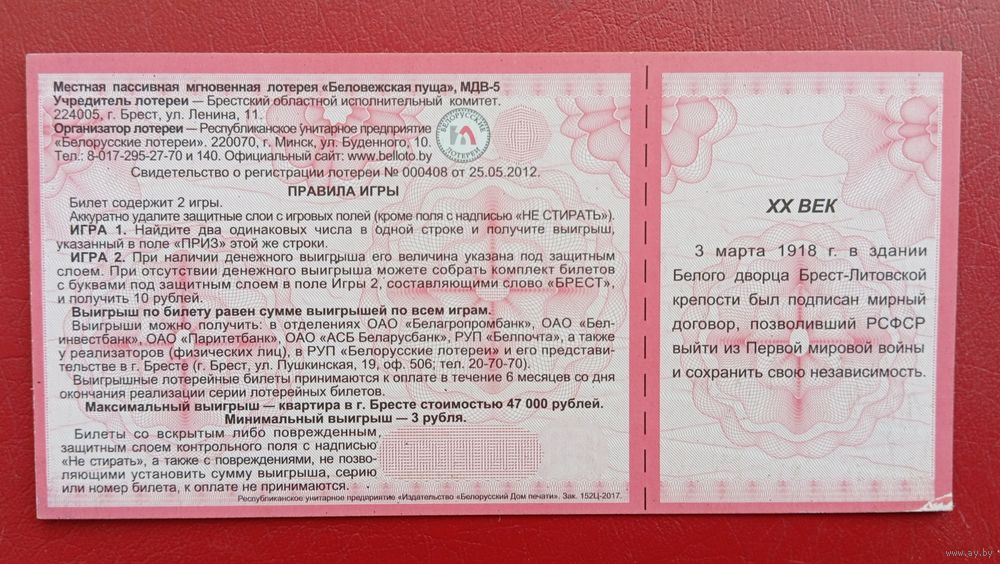 Местная пассивная мгновенная лотерея «Беловежская пуща», МДВ-5
Учредитель лотереи — Брестский областной исполнительный комитет.
224005, г. Брест, ул. Ленина, 11.
Организатор лотереи — Республиканское унитарное предприятие
«Белорусские лотереи». 220070, г. Минск, ул. Буденного, 10.
Тел.: 8-017-295-27-70 и 140. Официальный сайт: www.belloto.by
Свидетельство о регистрации лотереи № 000408 от 25.05.2012.
БЕЛОРУССКИЕ
ЛОТЕРЕИ
ПРАВИЛА ИГРЫ
Билет содержит 2 игры.
Аккуратно удалите защитные слои с игровых полей (кроме поля с надписью «НЕ СТИРАТЬ»).
ИГРА 1. Найдите два одинаковых числа в одной строке и получите выигрыш,
указанный в поле «ПРИЗ» этой же строки.
ИГРА 2. При наличии денежного выигрыша его величина указана под защитным
слоем. При отсутствии денежного выигрыша можете собрать комплект билетов
с буквами под защитным слоем в поле Игры 2, составляющими слово «БРЕСТ»,
и получить 10 рублей.
Выигрыш по билету равен сумме выигрышей по всем играм.
Выигрыши можно получить: в отделениях ОАО «Белагропромбанк», ОАО «Бел-
инвестбанк», ОАО «Паритетбанк», ОАО «АСБ Беларусбанк», РУП «Белпочта», а также
у реализаторов (физических лиц), в РУП «Белорусские лотереи» и его представи-
тельстве в г. Бресте (г. Брест, ул. Пушкинская, 19, оф. 506; тел. 20-70-70).
Выигрышные лотерейные билеты принимаются к оплате в течение 6 месяцев со дня
окончания реализации серии лотерейных билетов.
Максимальный выигрыш — квартира в г. Бресте стоимостью 47 000 рублей.
Минимальный выигрыш — 3 рубля.
Билеты со вскрытым либо поврежденным
защитным слоем контрольного поля с надписью
«Не стирать», а также с повреждениями, не позво-
ляющими установить сумму выигрыша, серию
или номер билета, к оплате не принимаются.
Республиканское унитарное предприятие «Издательство «Белорусский Дом печати». Зак. 152Ц-2017.
XX ВЕК
3 марта 1918 г. в здании
Белого дворца Брест-Литовской
крепости был подписан мирный
договор, позволивший РСФСР
выйти из Первой мировой войны
и сохранить свою независимость.
www.ay.by